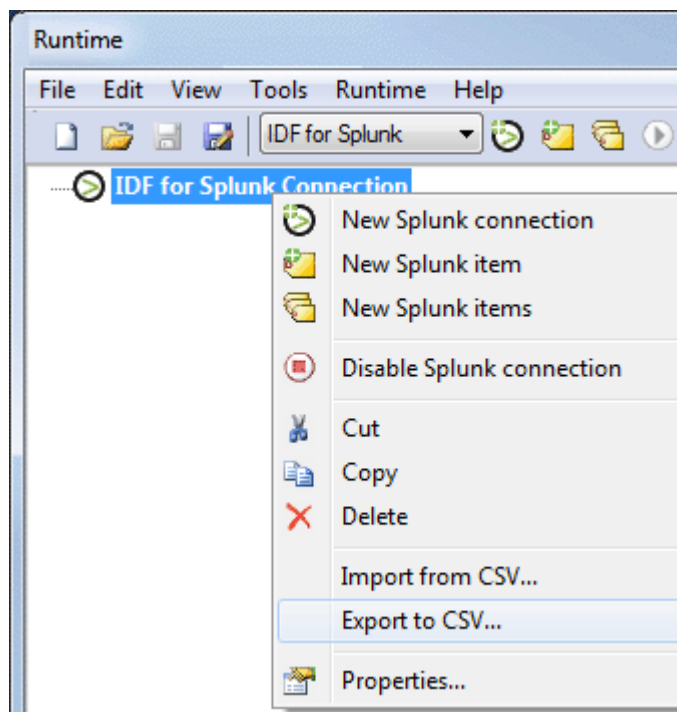 Runtime
File Edit View Tools Runtime Help
IDF for Splunk
IDF for Splunk Connection
New Splunk connection
New Splunk item
New Splunk items
Disable Splunk connection
Cut
Copy
Delete
Import from CSV...
Export to CSV...
Properties...